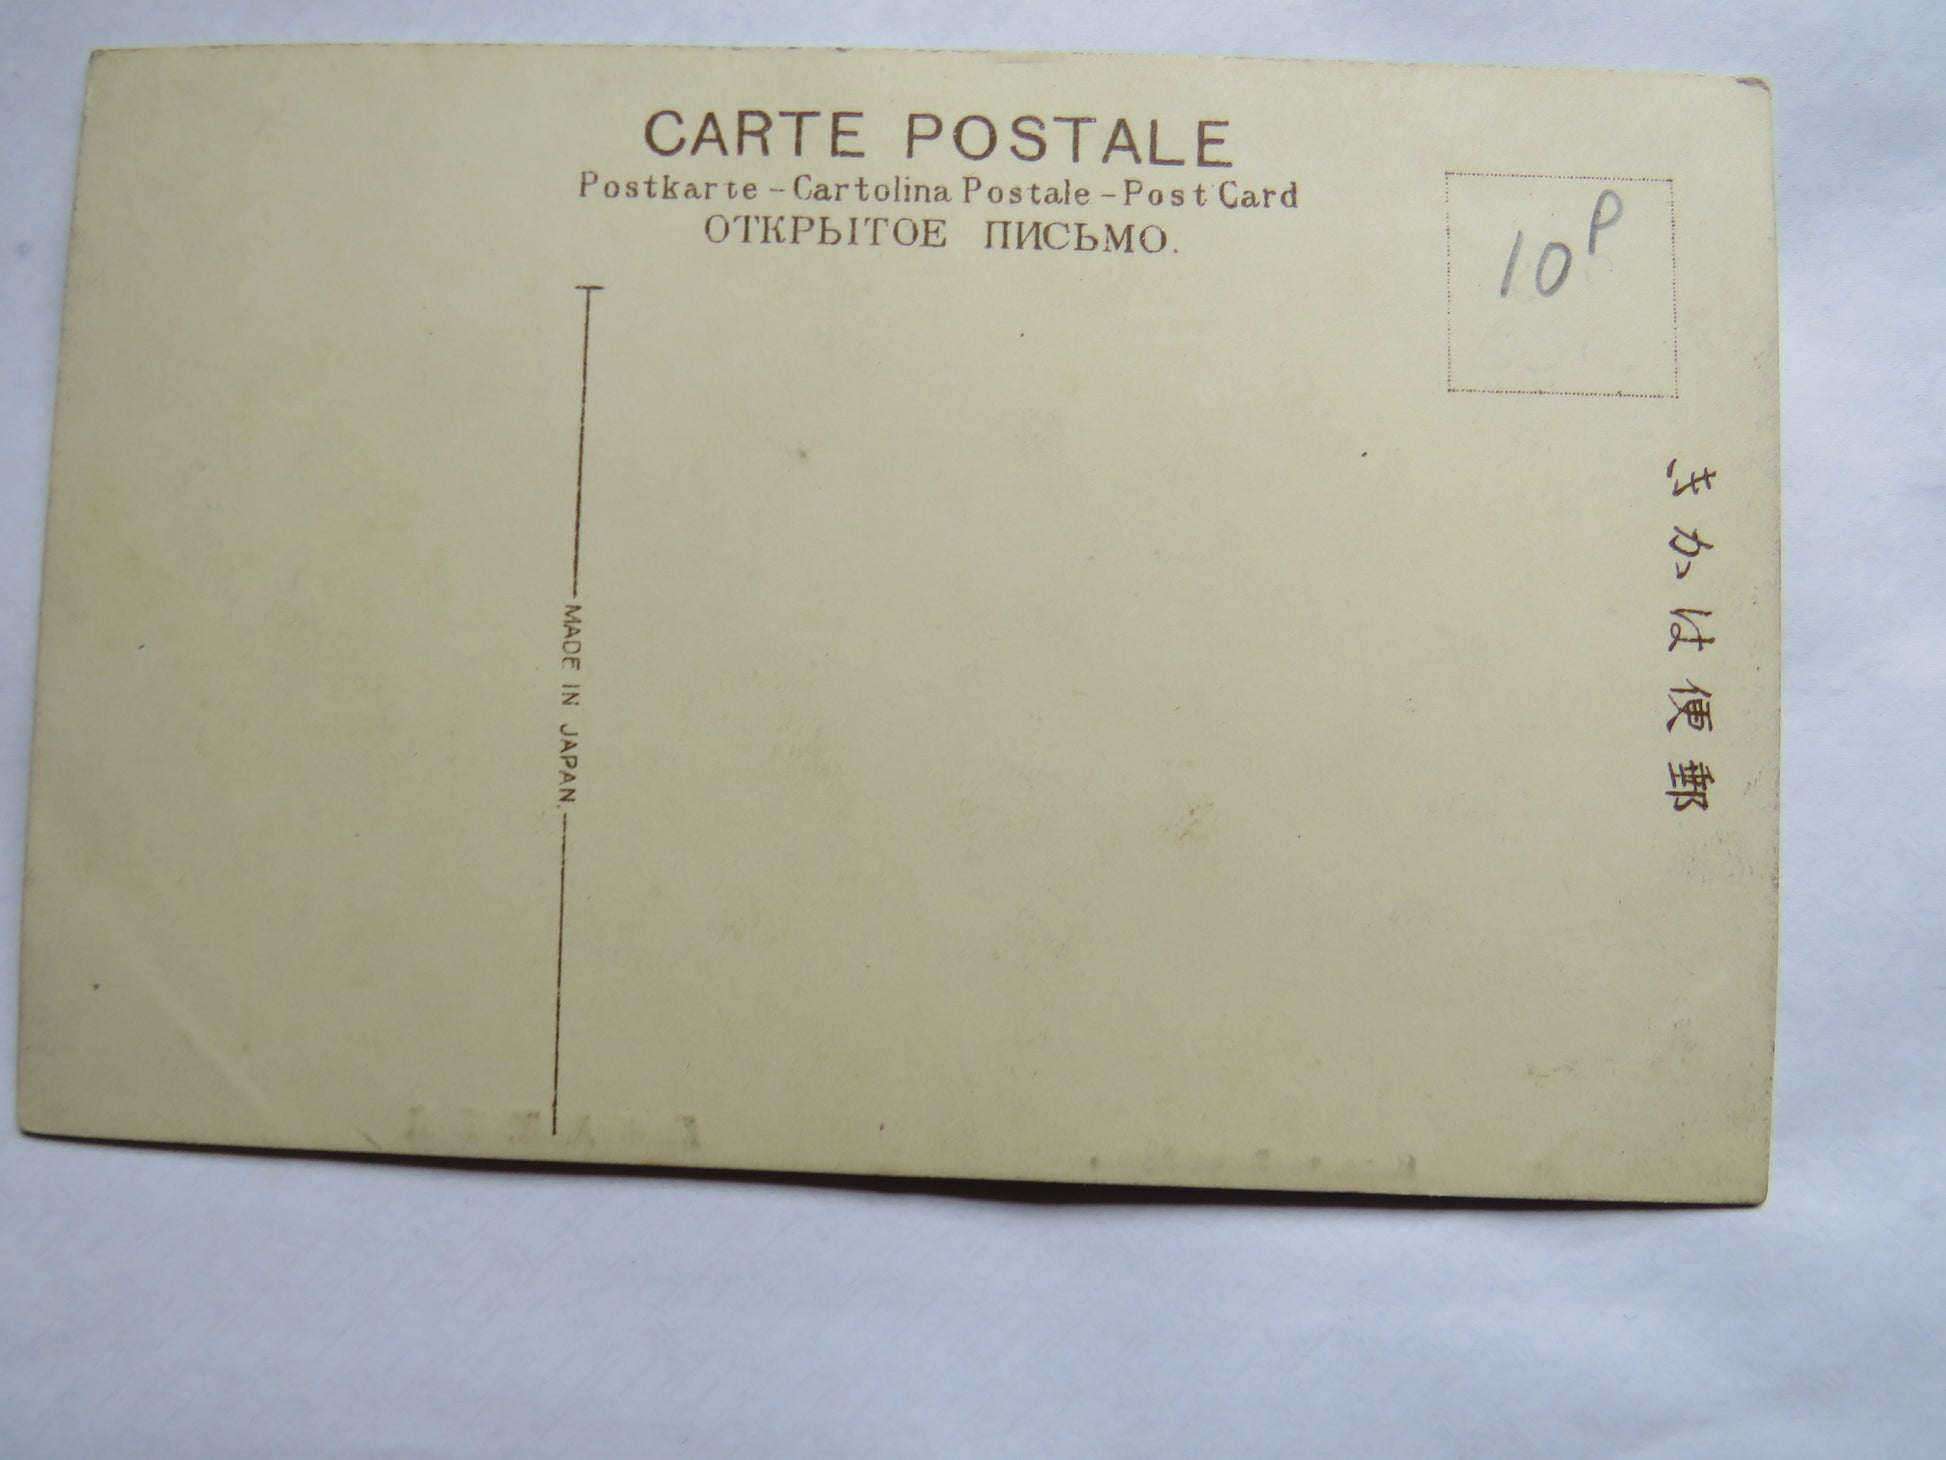 CARTE POSTALE
Postkarte – Cartolina Postale – Post Card
ОТКРЫТОЕ ПИСЬМО.
10P
MADE IN JAPAN.
きかは便郵